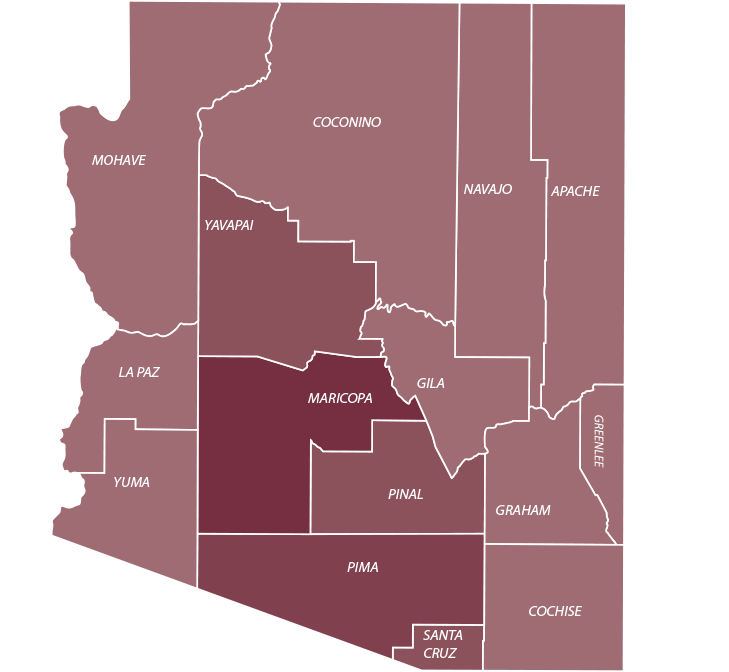 COCONINO
MOHAVE
NAVAJO
APACHE
YAVAPAI
LA PAZ
GILA
MARICOPA
GREENLEE
YUMA
PINAL
GRAHAM
PIMA
COCHISE
SANTA
CRUZ